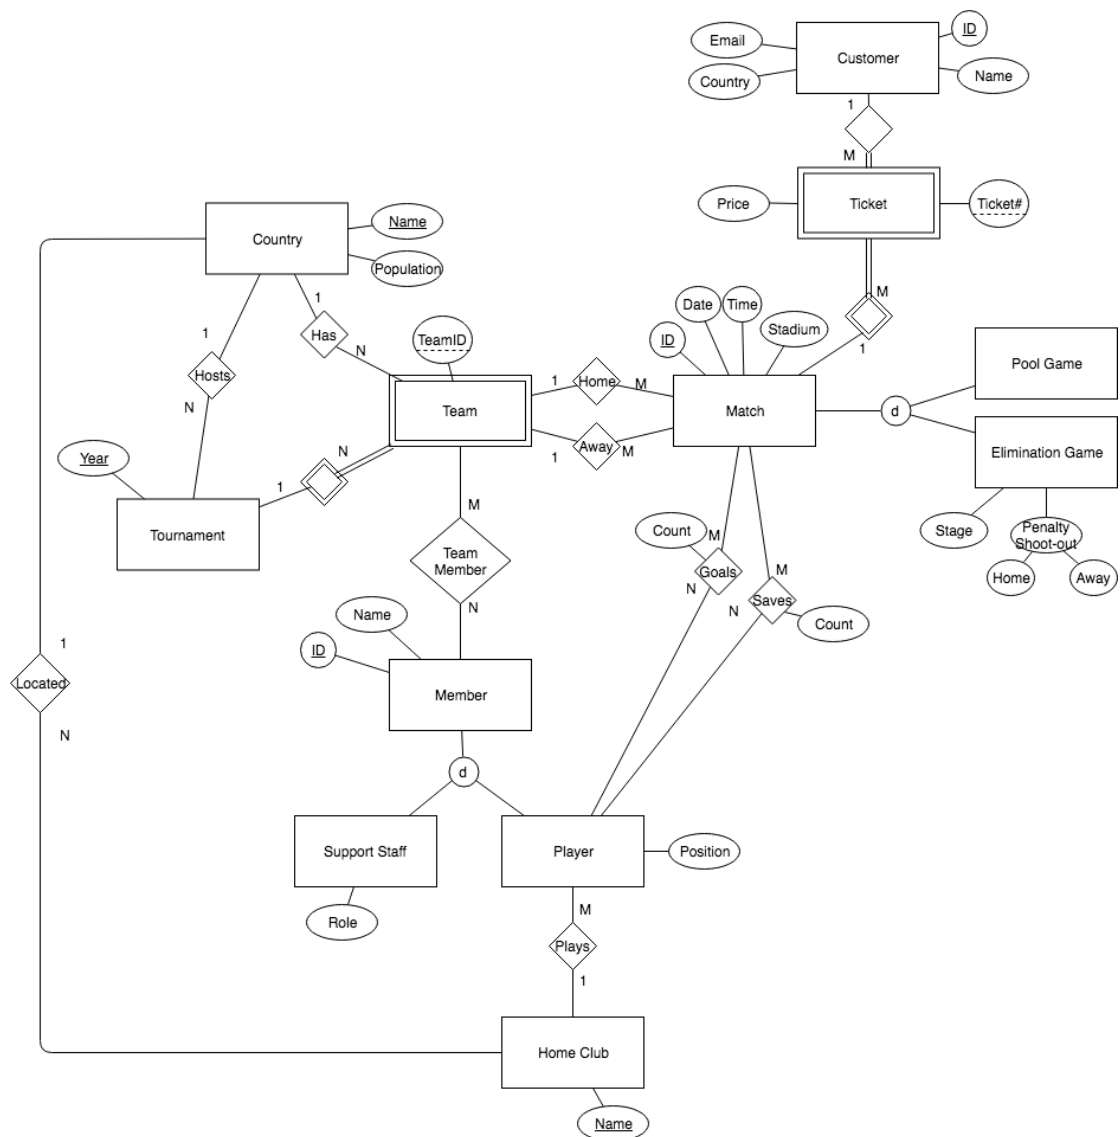 ID
Email
Customer
Country
Name
1
M
Price
Ticket
Ticket#
Name
Country
Population
M
Date
Time
1
TeamID
Stadium
1
Has
ID
1
N
Pool Game
Hosts
1
Home
M
N
Team
Match
d
Away
1
M
N
Year
Elimination Game
1
M
Stage
Penalty
Shoot-out
Tournament
Count
M
Team
Member
Goals
M
Home
Away
N
N
Saves
N
Count
Name
1
ID
Located
Member
N
d
Support Staff
Player
Position
M
Role
Plays
1
Home Club
Name